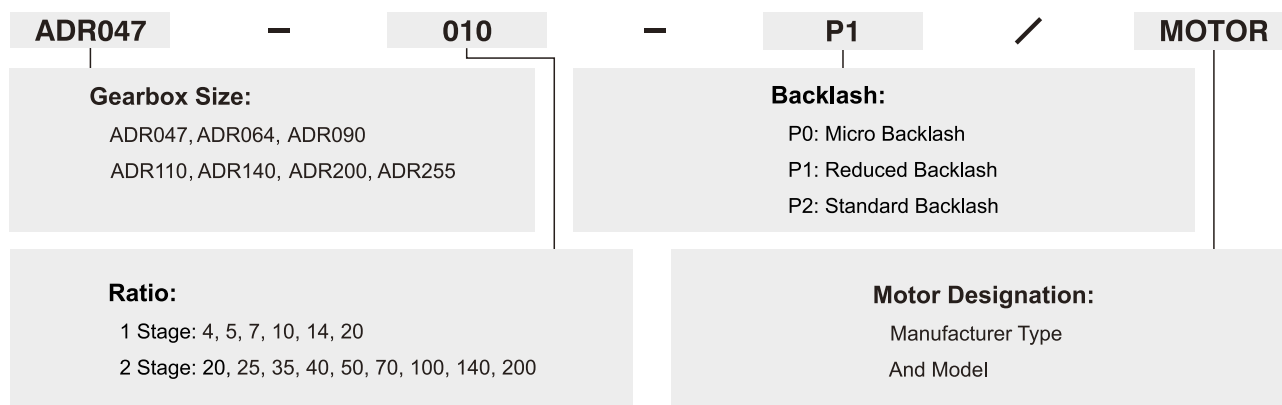 ADR047 – 010 – P1 / MOTOR
Gearbox Size:
ADR047, ADR064, ADR090
ADR110, ADR140, ADR200, ADR255
Backlash:
P0: Micro Backlash
P1: Reduced Backlash
P2: Standard Backlash
Ratio:
1 Stage: 4, 5, 7, 10, 14, 20
2 Stage: 20, 25, 35, 40, 50, 70, 100, 140, 200
Motor Designation:
Manufacturer Type
And Model